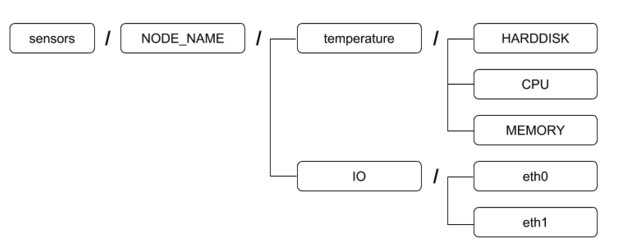 sensors / NODE_NAME / temperature / HARDDISK
CPU
MEMORY
IO / eth0
eth1